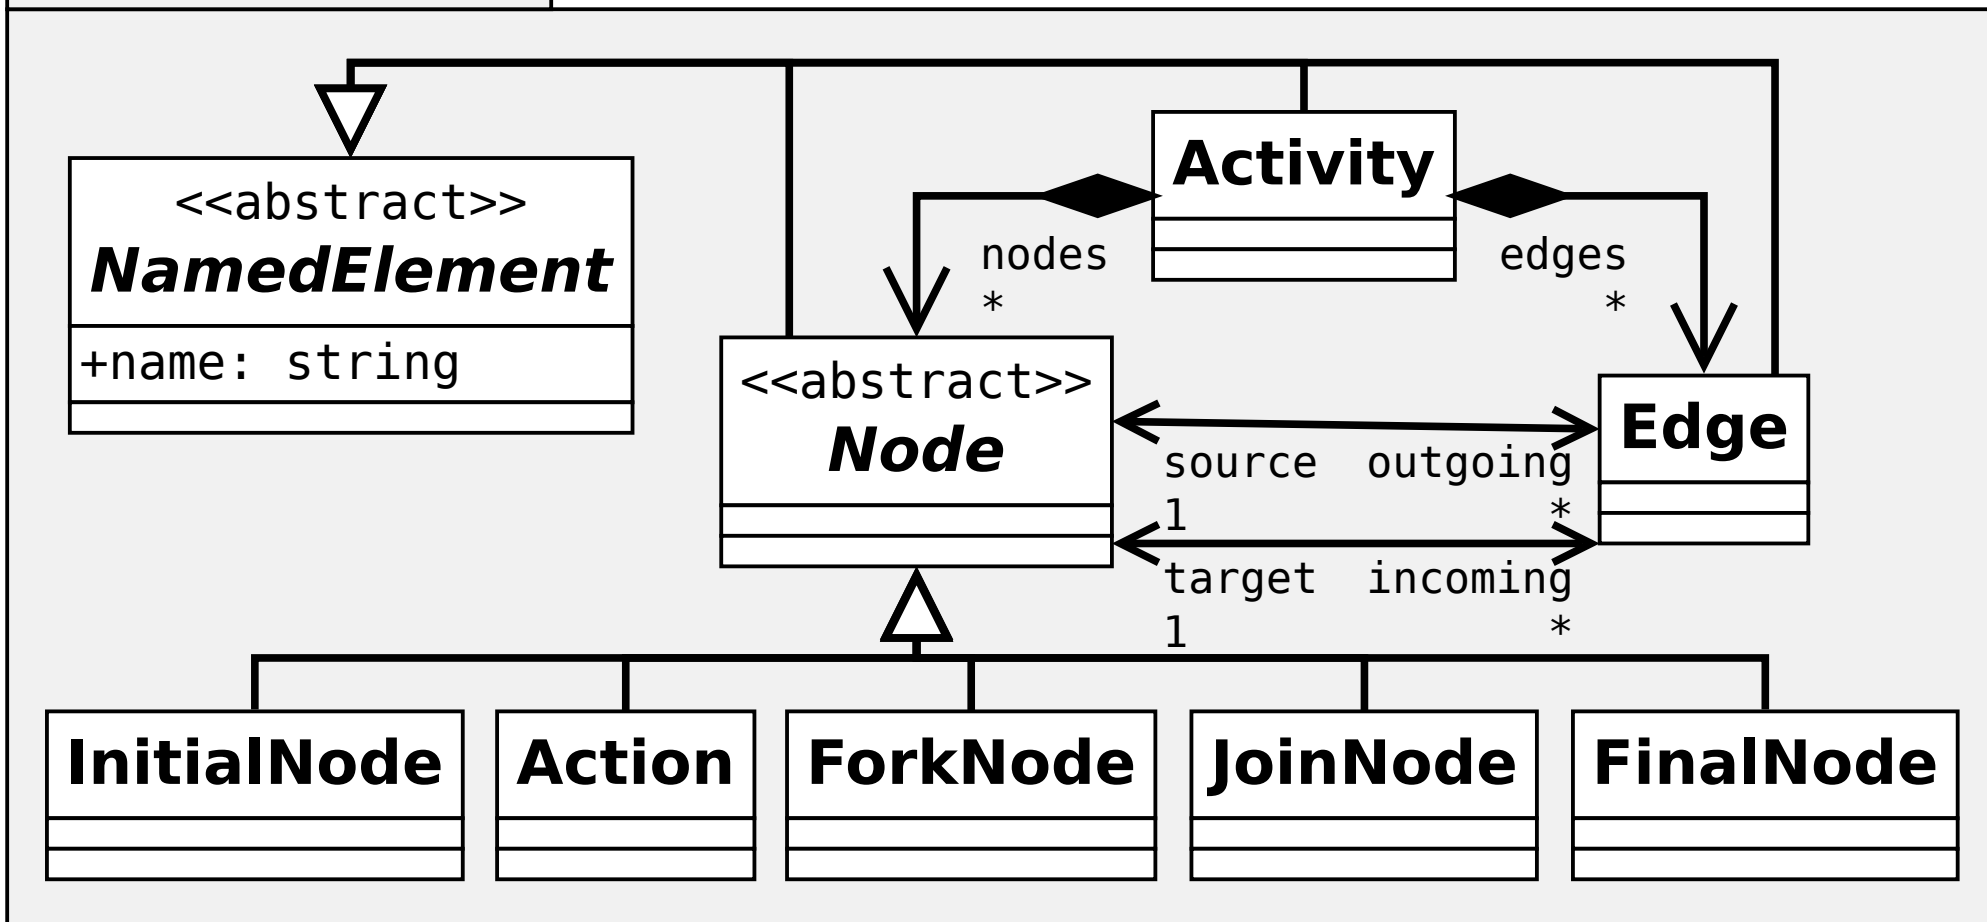 <<abstract>>
NamedElement
+name: string
Activity
nodes
*
edges
*
<<abstract>>
Node
Edge
source outgoing
1 *
target incoming
1 *
InitialNode
Action
ForkNode
JoinNode
FinalNode